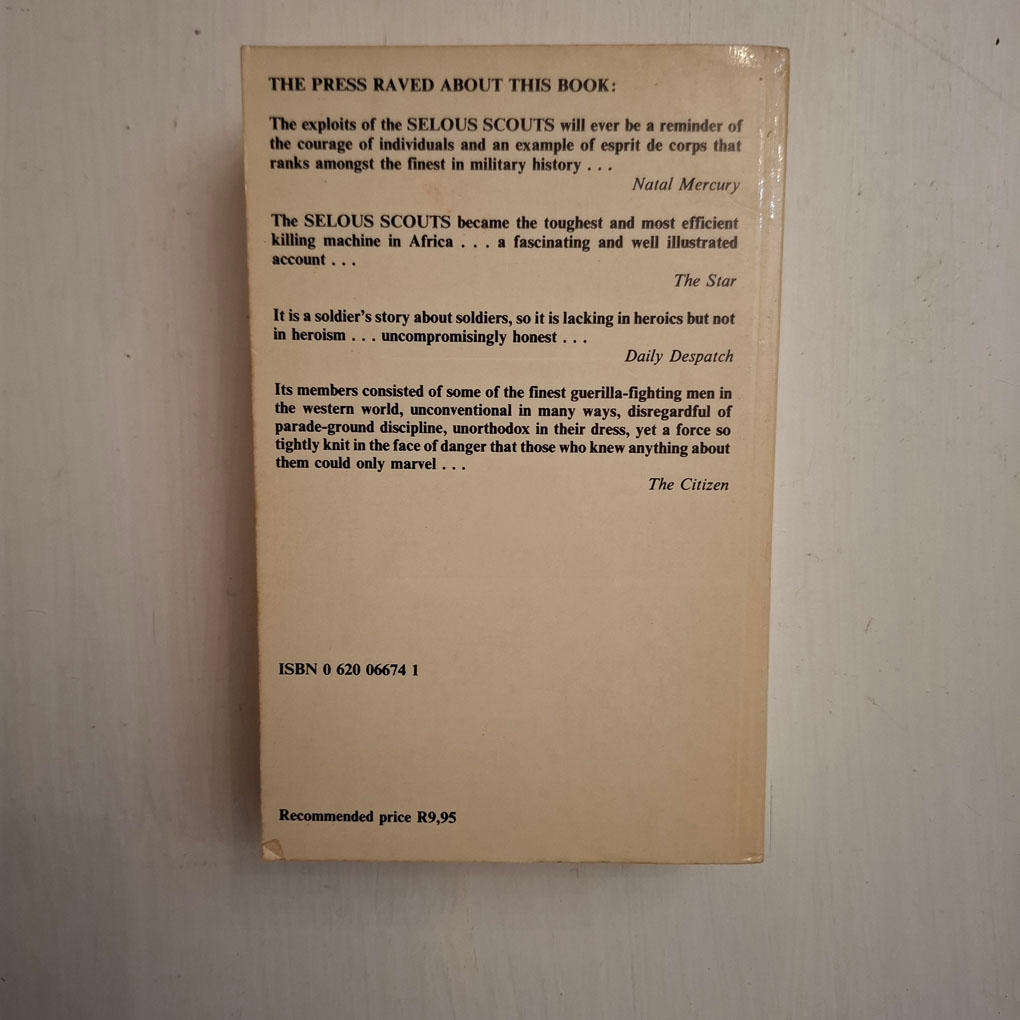 THE PRESS RAVED ABOUT THIS BOOK:
The exploits of the SELOUS SCOUTS will ever be a reminder of
the courage of individuals and an example of esprit de corps that
ranks amongst the finest in military history . . .
Natal Mercury
The SELOUS SCOUTS became the toughest and most efficient
killing machine in Africa . . . a fascinating and well illustrated
account . . .
The Star
It is a soldier's story about soldiers, so it is lacking in heroics but not
in heroism . . . uncompromisingly honest . . .
Daily Despatch
Its members consisted of some of the finest guerilla-fighting men in
the western world, unconventional in many ways, disregardful of
parade-ground discipline, unorthodox in their dress, yet a force so
tightly knit in the face of danger that those who knew anything about
them could only marvel . . .
The Citizen
ISBN 0 620 06674 1
Recommended price R9,95